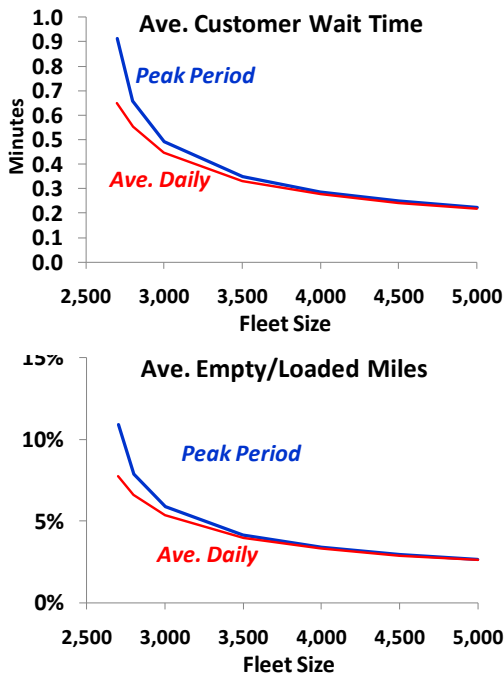 Ave. Customer Wait Time
1.0
0.9
0.8
0.7
0.6
0.5
0.4
0.3
0.2
0.1
0.0
Minutes
Peak Period
Ave. Daily
2,500 3,000 3,500 4,000 4,500 5,000
Fleet Size
Ave. Empty/Loaded Miles
15%
10%
5%
0%
Peak Period
Ave. Daily
2,500 3,000 3,500 4,000 4,500 5,000
Fleet Size